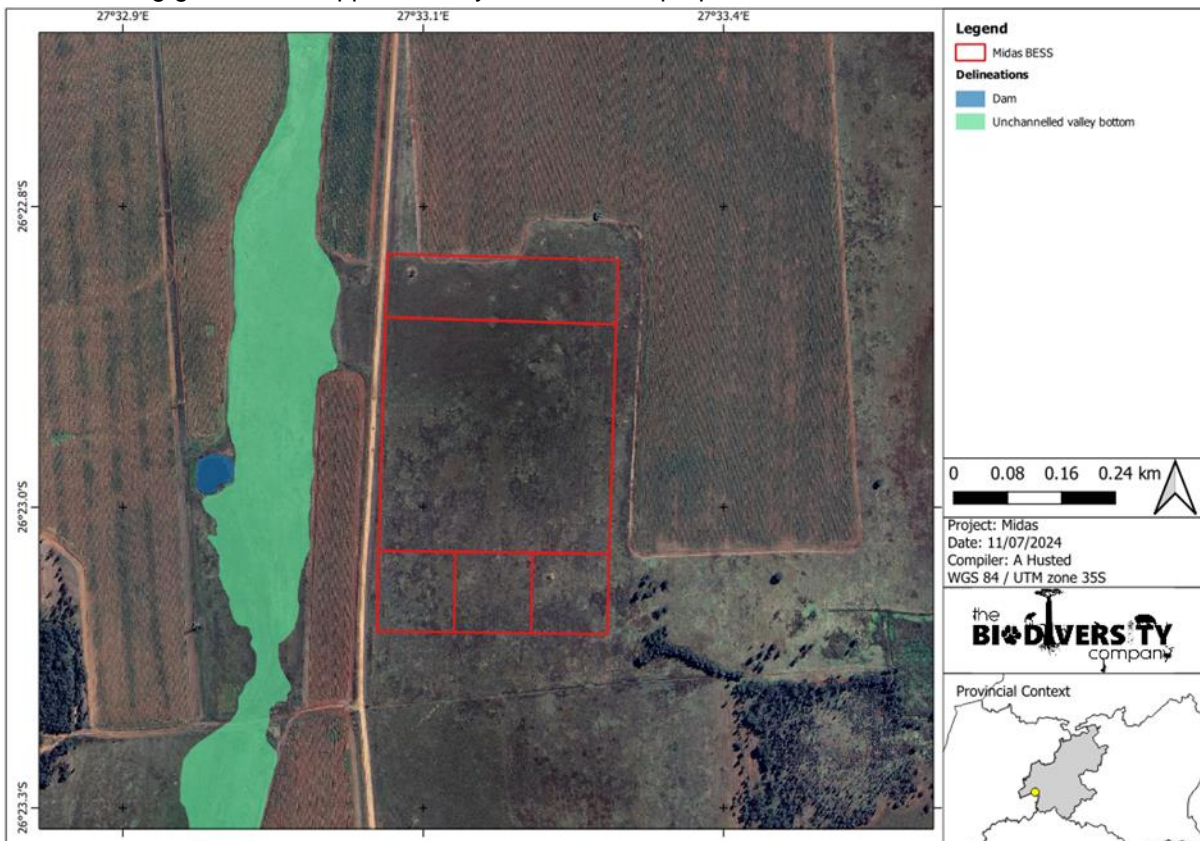 27°32.9'E 27°33.1'E 27°33.4'E
26°22.8'S
26°23.0'S
26°23.3'S
Legend
Midas BESS
Delineations
Dam
Unchannelled valley bottom
0 0.08 0.16 0.24 km
Project: Midas
Date: 11/07/2024
Compiler: A Husted
WGS 84 / UTM zone 35S
the
BIODIVERSITY
company
Provincial Context